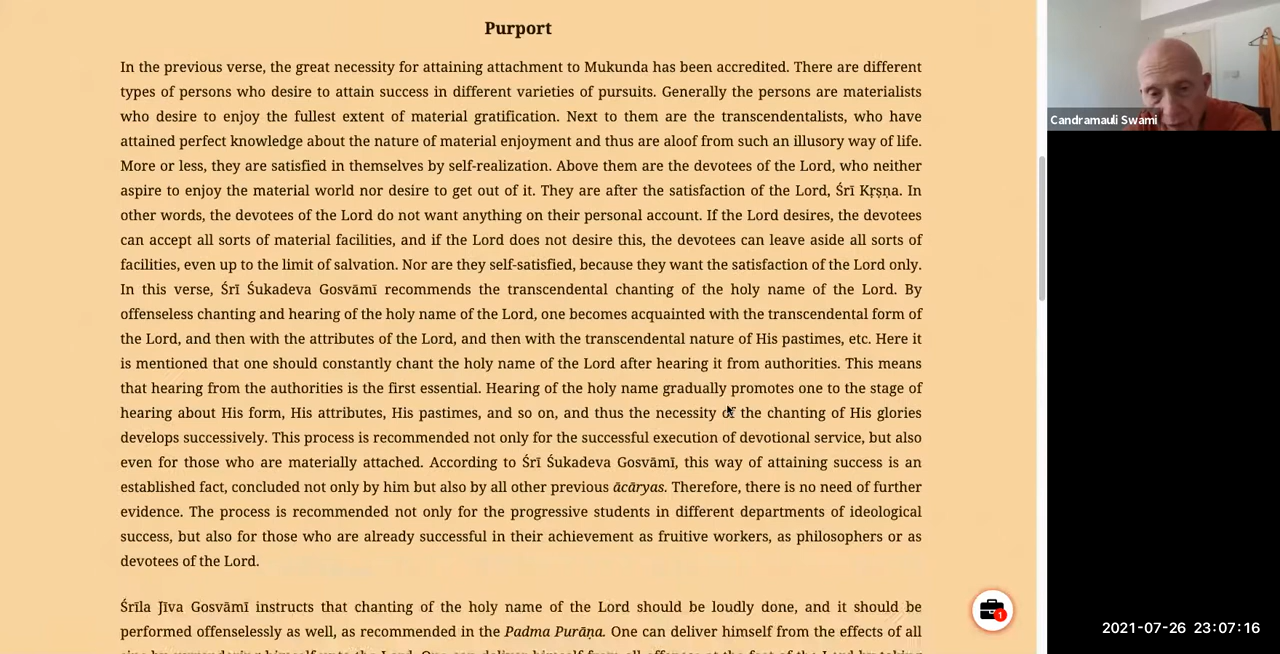 Purport
In the previous verse, the great necessity for attaining attachment to Mukunda has been accredited. There are different
types of persons who desire to attain success in different varieties of pursuits. Generally the persons are materialists
who desire to enjoy the fullest extent of material gratification. Next to them are the transcendentalists, who have
attained perfect knowledge about the nature of material enjoyment and thus are aloof from such an illusory way of life.
More or less, they are satisfied in themselves by self-realization. Above them are the devotees of the Lord, who neither
aspire to enjoy the material world nor desire to get out of it. They are after the satisfaction of the Lord, Śrī Kṛṣṇa. In
other words, the devotees of the Lord do not want anything on their personal account. If the Lord desires, the devotees
can accept all sorts of material facilities, and if the Lord does not desire this, the devotees can leave aside all sorts of
facilities, even up to the limit of salvation. Nor are they self-satisfied, because they want the satisfaction of the Lord only.
In this verse, Śrī Śukadeva Gosvāmī recommends the transcendental chanting of the holy name of the Lord. By
offenseless chanting and hearing of the holy name of the Lord, one becomes acquainted with the transcendental form of
the Lord, and then with the attributes of the Lord, and then with the transcendental nature of His pastimes, etc. Here it
is mentioned that one should constantly chant the holy name of the Lord after hearing it from authorities. This means
that hearing from the authorities is the first essential. Hearing of the holy name gradually promotes one to the stage of
hearing about His form, His attributes, His pastimes, and so on, and thus the necessity of the chanting of His glories
develops successively. This process is recommended not only for the successful execution of devotional service, but also
even for those who are materially attached. According to Śrī Śukadeva Gosvāmī, this way of attaining success is an
established fact, concluded not only by him but also by all other previous ācāryas. Therefore, there is no need of further
evidence. The process is recommended not only for the progressive students in different departments of ideological
success, but also for those who are already successful in their achievement as fruitive workers, as philosophers or as
devotees of the Lord.
Śrīla Jīva Gosvāmī instructs that chanting of the holy name of the Lord should be loudly done, and it should be
performed offenselessly as well, as recommended in the Padma Purāṇa. One can deliver himself from the effects of all
Candramauli Swami
1
2021-07-26 23:07:16